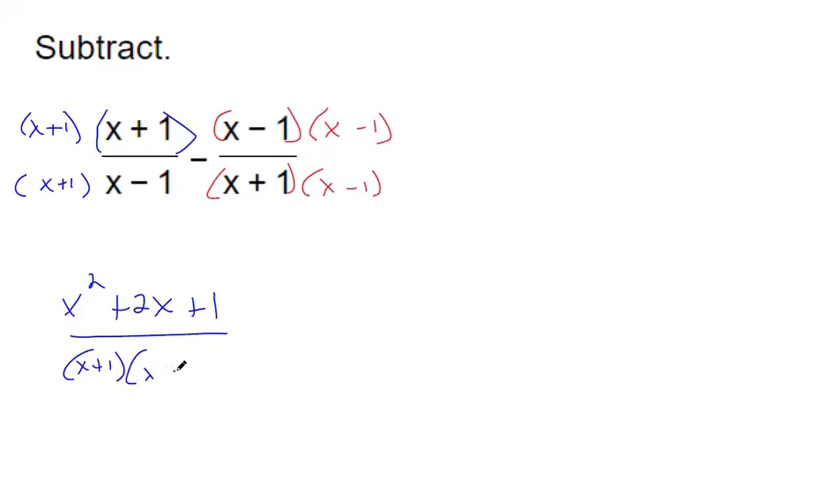 Subtract.
(x+1) (x + 1) (x − 1) (x −1)
−
(x+1) x − 1 (x + 1) (x −1)
x² +2x +1
(x+1)(x